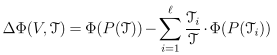 ΔΦ(V, 𝔗) = Φ(P(𝔗)) − ∑_{i=1}^{ℓ} 𝔗_i/𝔗 · Φ(P(𝔗_i))